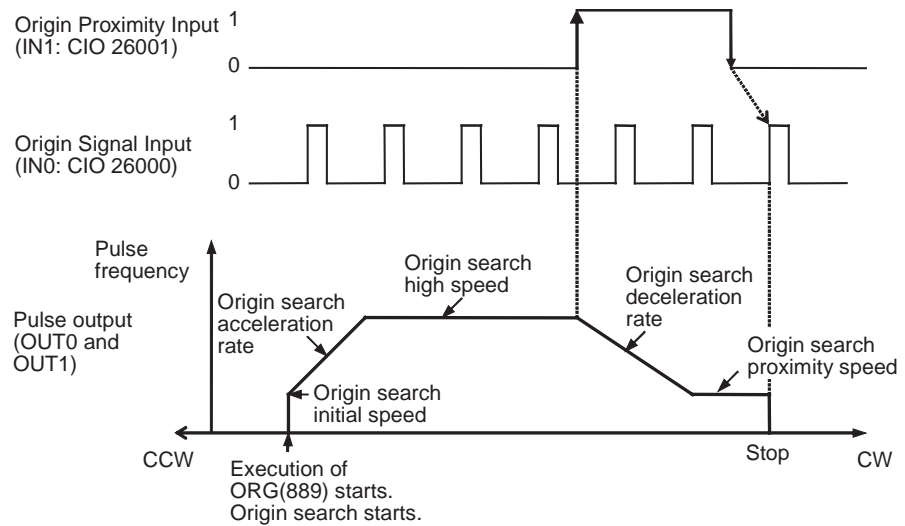 Origin Proximity Input
(IN1: CIO 26001)
1
0
Origin Signal Input
(IN0: CIO 26000)
1
0
Pulse
frequency
Pulse output
(OUT0 and
OUT1)
Origin search
acceleration
rate
Origin search
high speed
Origin search
deceleration
rate
Origin search
proximity speed
Origin search
initial speed
CCW
Execution of
ORG(889) starts.
Origin search starts.
Stop
CW